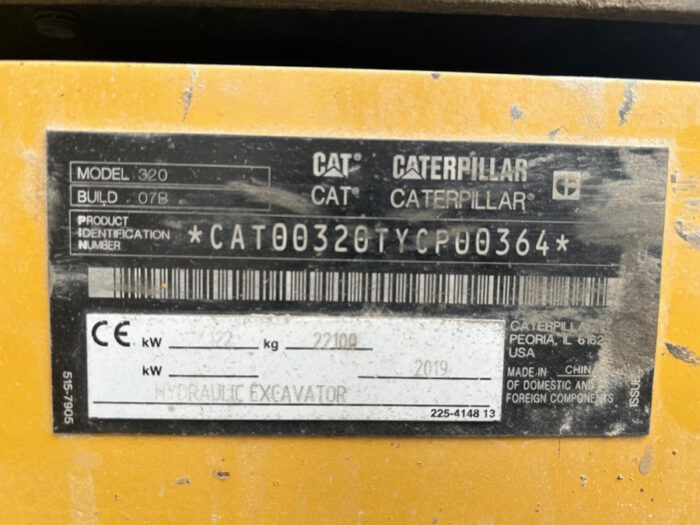 MODEL 320
BUILD 07B
CAT® CATERPILLAR®
CAT® CATERPILLAR®
PRODUCT
IDENTIFICATION
NUMBER
*CAT00320TYCP00364*
CE kW 122 kg 22100
kW 2019
HYDRAULIC EXCAVATOR
225-4148 13
PEORIA, IL
USA
MADE IN CHINA
OF DOMESTIC AND
FOREIGN COMPONENTS
515-7905